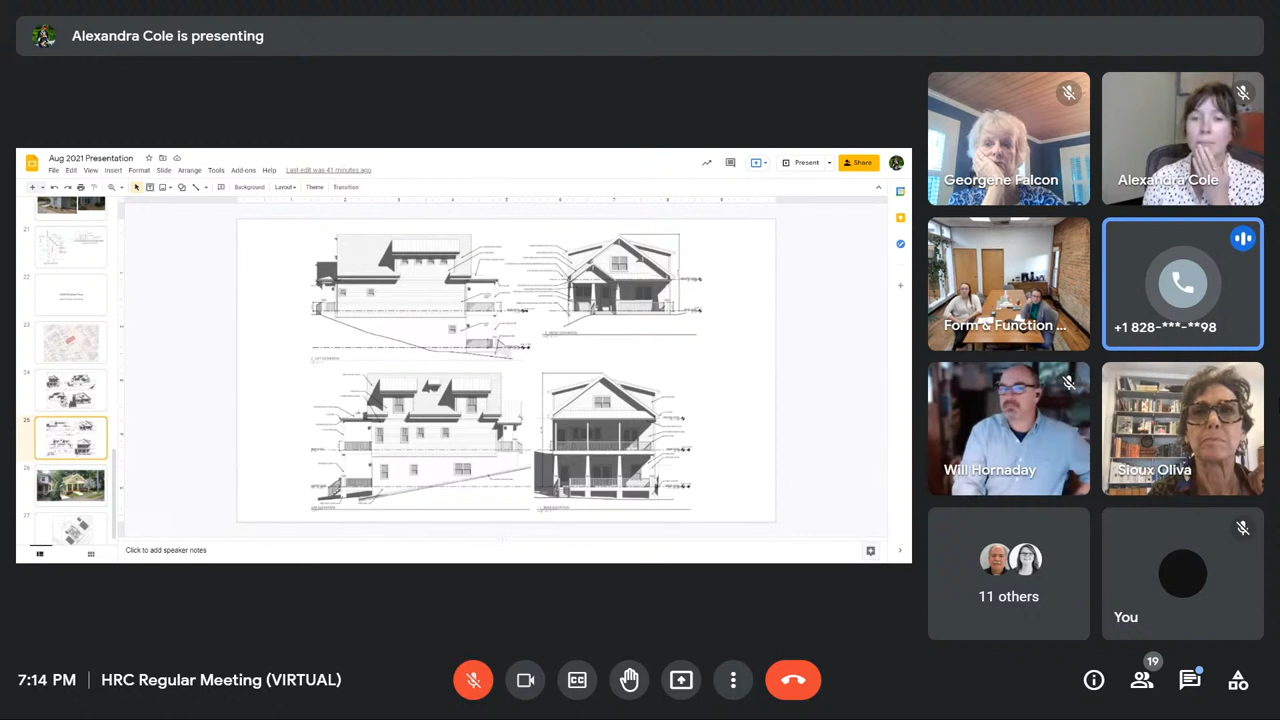 Alexandra Cole is presenting
Aug 2021 Presentation
File Edit View Insert Format Slide Arrange Tools Add-ons Help Last edit was 41 minutes ago
Present
Share
Background Layout Theme Transition
21
22
23
24
25
26
27
Click to add speaker notes
Georgene Falcon
Alexandra Cole
Form & Function ...
+1 828-***-**98
Will Hornaday
Sioux Oliva
11 others
You
7:14 PM | HRC Regular Meeting (VIRTUAL)
CC
19